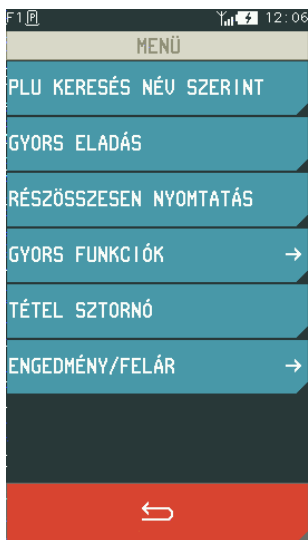 F1 P 12:06
MENÜ
PLU KERESÉS NÉV SZERINT
GYORS ELADÁS
RÉSZÖSSZESEN NYOMTATÁS
GYORS FUNKCIÓK
TÉTEL SZTORNÓ
ENGEDMÉNY/FELÁR